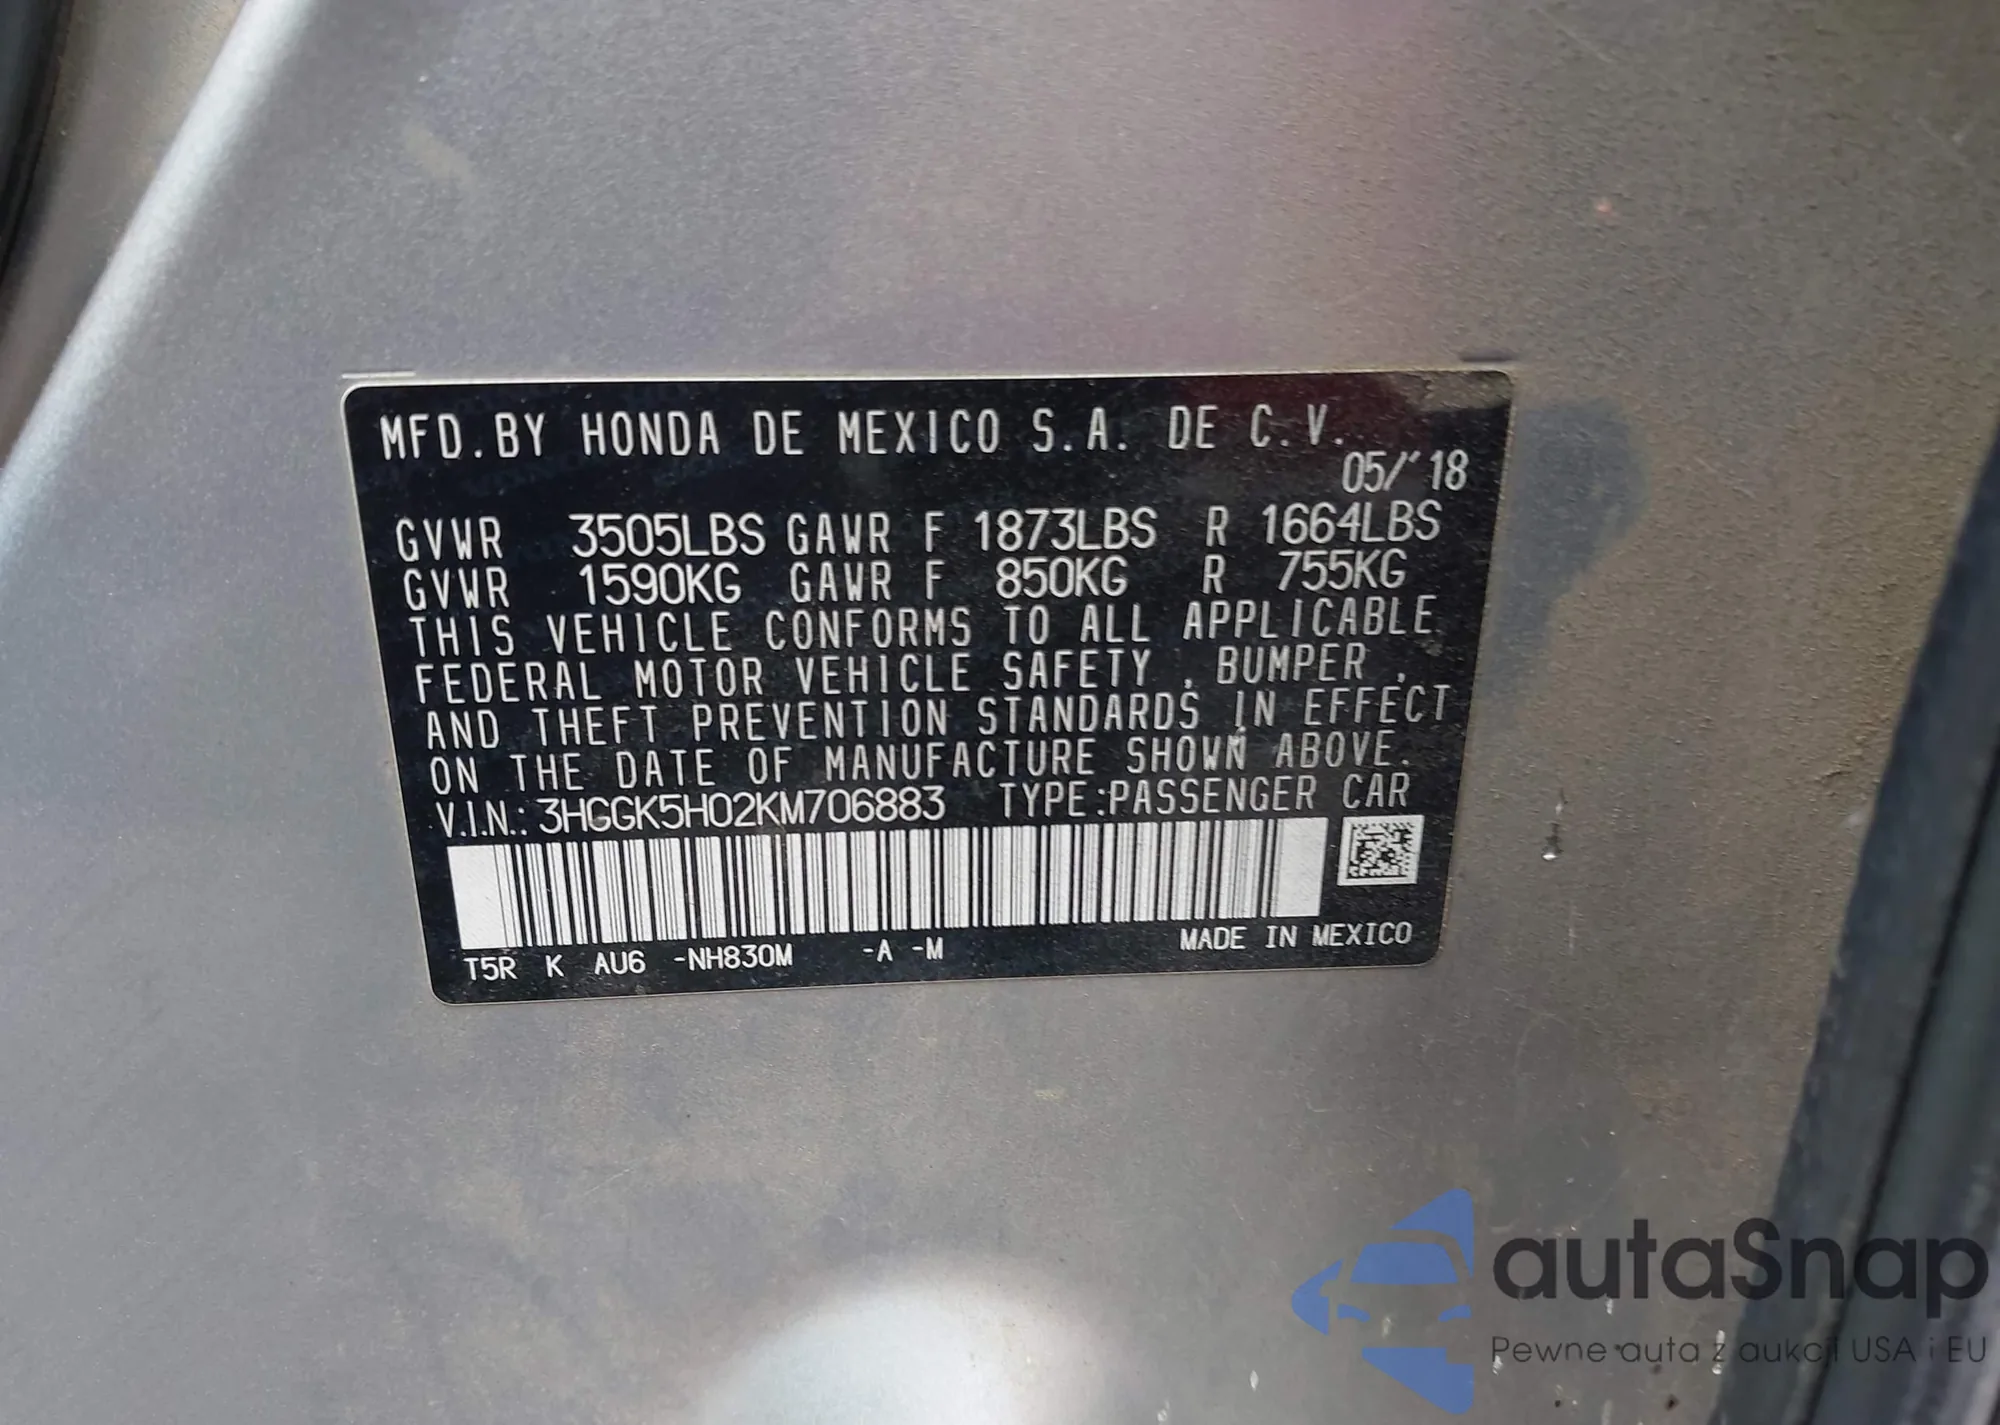 MFD.BY HONDA DE MEXICO S.A. DE C.V.
05/'18
GVWR 3505LBS GAWR F 1873LBS R 1664LBS
GVWR 1590KG GAWR F 850KG R 755KG
THIS VEHICLE CONFORMS TO ALL APPLICABLE
FEDERAL MOTOR VEHICLE SAFETY, BUMPER,
AND THEFT PREVENTION STANDARDS IN EFFECT
ON THE DATE OF MANUFACTURE SHOWN ABOVE.
V.I.N.: 3HGGK5H02KM706883 TYPE:PASSENGER CAR
T5R K AU6 -NH830M -A -M MADE IN MEXICO
autaSnap
Pewne auta z aukcji USA i EU